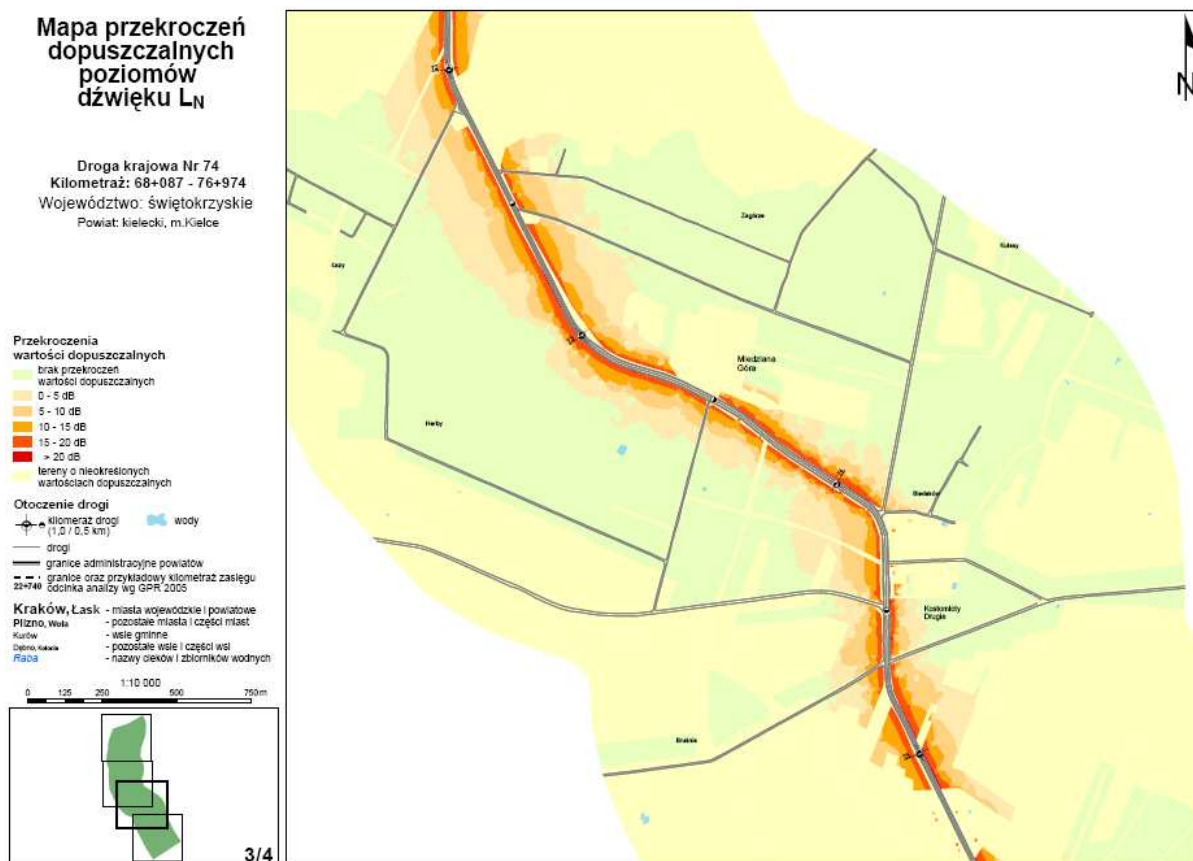 Mapa przekroczeń
dopuszczalnych
poziomów
dźwięku LN
Droga krajowa Nr 74
Kilometraż: 68+087 - 76+974
Województwo: świętokrzyskie
Powiat: kielecki, m.Kielce
Przekroczenia
wartości dopuszczalnych
brak przekroczeń
wartości dopuszczalnych
0 - 5 dB
5 - 10 dB
10 - 15 dB
15 - 20 dB
> 20 dB
tereny o nieokreślonych
wartościach dopuszczalnych
Otoczenie drogi
kilometraż drogi
(1,0 / 0,5 km)
wody
drogi
granice administracyjne powiatów
22+740 granice oraz przykładowy kilometraż zasięgu
odcinka analizy wg GPR 2005
Kraków, Łask - miasta wojewódzkie i powiatowe
Pilzno, Wola - pozostałe miasta i części miast
Kurów - wsie gminne
Dębno, - pozostałe wsie i części wsi
Raba - nazwy cieków i zbiorników wodnych
1:10 000
0 125 250 500 750m
3/4
N
Zagórze
Kuleby
Miedziana
Góra
Herby
Kostomłoty
Drugie